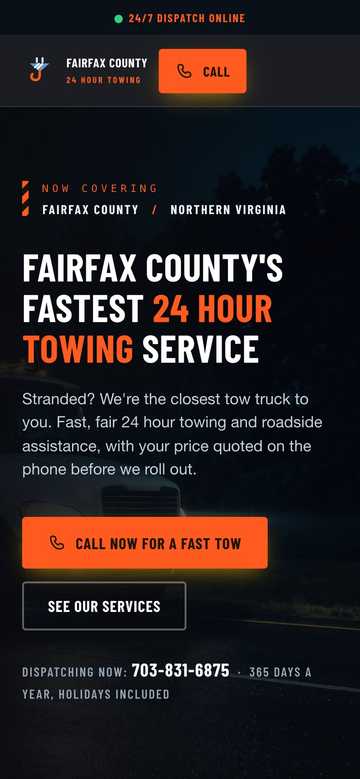 24/7 DISPATCH ONLINE
FAIRFAX COUNTY
24 HOUR TOWING
CALL
NOW COVERING
FAIRFAX COUNTY / NORTHERN VIRGINIA
FAIRFAX COUNTY'S
FASTEST 24 HOUR
TOWING SERVICE
Stranded? We're the closest tow truck to
you. Fast, fair 24 hour towing and roadside
assistance, with your price quoted on the
phone before we roll out.
CALL NOW FOR A FAST TOW
SEE OUR SERVICES
DISPATCHING NOW: 703-831-6875 · 365 DAYS A
YEAR, HOLIDAYS INCLUDED